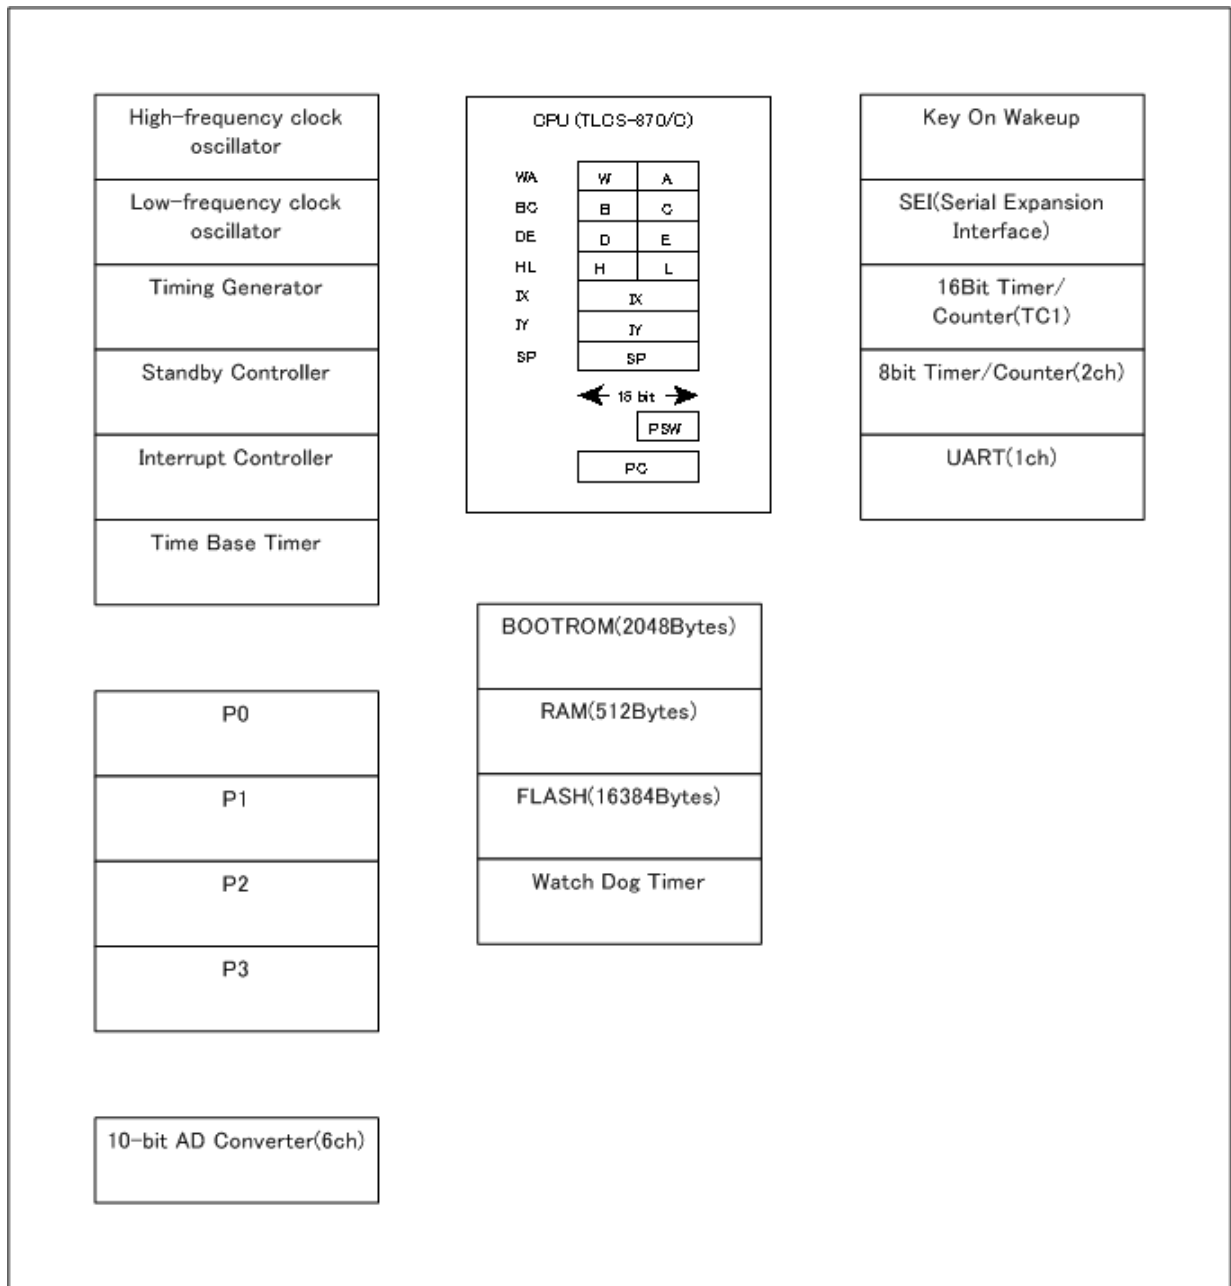 High-frequency clock
oscillator
Low-frequency clock
oscillator
Timing Generator
Standby Controller
Interrupt Controller
Time Base Timer
P0
P1
P2
P3
10-bit AD Converter(6ch)
CPU (TLCS-870/C)
WA W A
BC B C
DE D E
HL H L
IX IX
IY IY
SP SP
16 bit
PSW
PC
BOOTROM(2048Bytes)
RAM(512Bytes)
FLASH(16384Bytes)
Watch Dog Timer
Key On Wakeup
SEI(Serial Expansion
Interface)
16Bit Timer/
Counter(TC1)
8bit Timer/Counter(2ch)
UART(1ch)